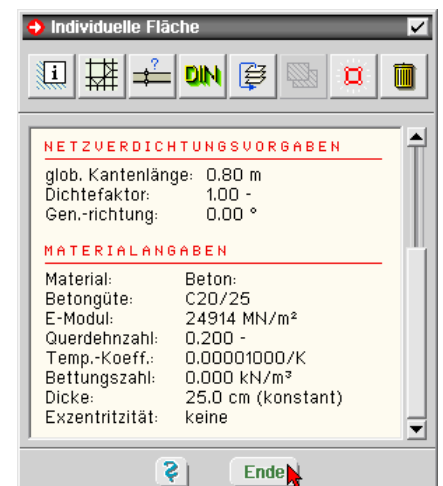 Individuelle Fläche
i ? DIN
NETZVERDICHTUNGSVORGABEN
glob. Kantenlänge: 0.80 m
Dichtefaktor: 1.00 -
Gen.-richtung: 0.00 °
MATERIALANGABEN
Material: Beton:
Betongüte: C20/25
E-Modul: 24914 MN/m²
Querdehnzahl: 0.200 -
Temp.-Koeff.: 0.00001000/K
Bettungszahl: 0.000 kN/m³
Dicke: 25.0 cm (konstant)
Exzentritzität: keine
? Ende